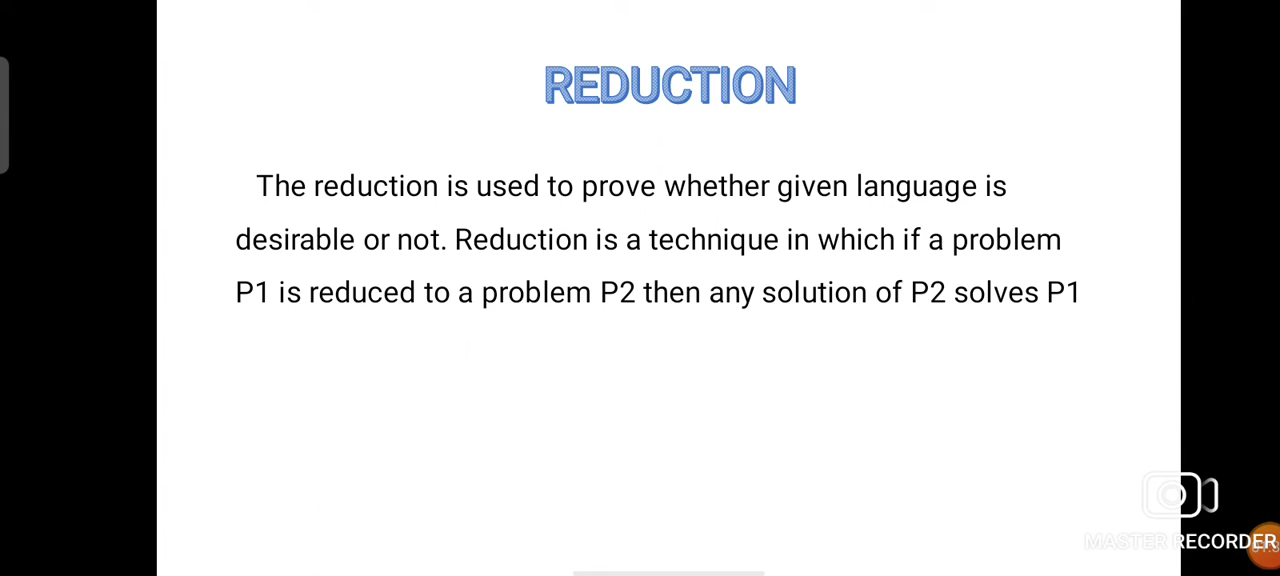 REDUCTION
The reduction is used to prove whether given language is
desirable or not. Reduction is a technique in which if a problem
P1 is reduced to a problem P2 then any solution of P2 solves P1
MASTER RECORDER